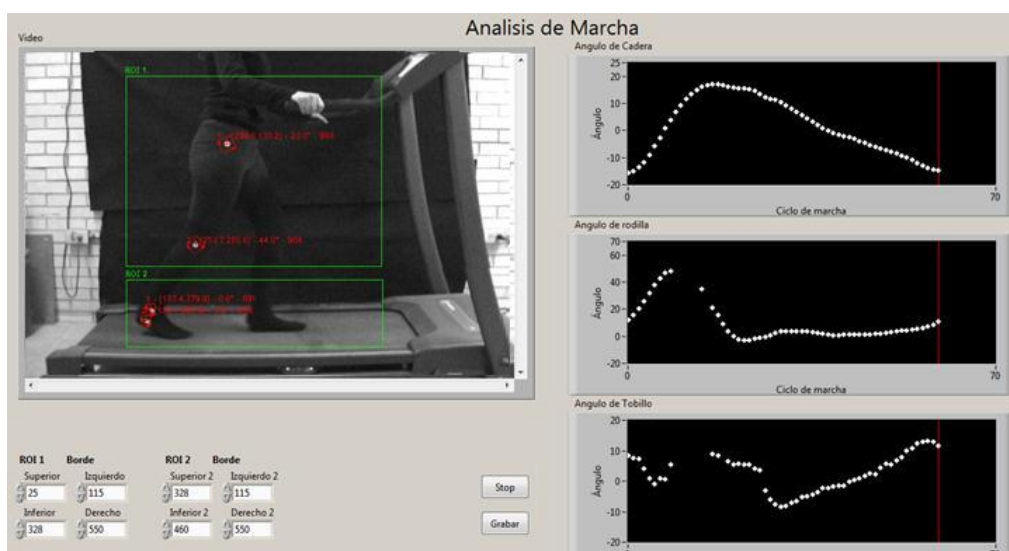 Analisis de Marcha
Video
ROI 1
ROI 2
Angulo de Cadera
Ángulo
25
20
10
0
-10
-20
0
70
Ciclo de marcha
Angulo de rodilla
Ángulo
70
60
40
20
0
-20
0
70
Ciclo de marcha
Angulo de Tobillo
Ángulo
20
10
0
-10
-20
ROI 1 Borde
Superior Izquierdo
25 115
Inferior Derecho
328 550
ROI 2 Borde
Superior 2 Izquierdo 2
328 115
Inferior 2 Derecho 2
460 550
Stop
Grabar